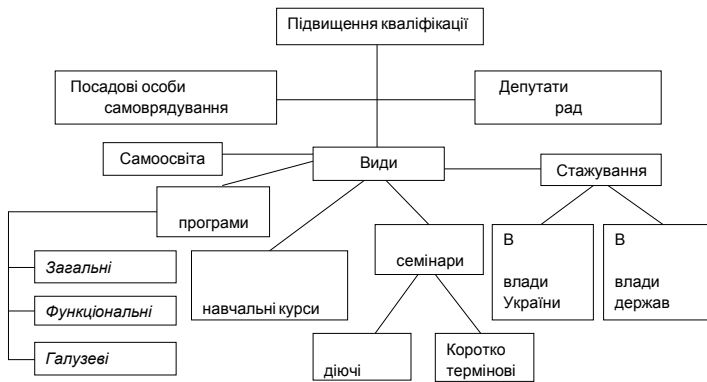 Підвищення кваліфікації
Посадові особи
самоврядування
Депутати
рад
Самоосвіта
Види
Стажування
програми
навчальні курси
семінари
В
влади
України
В
влади
держав
Загальні
Функціональні
Галузеві
діючі
Коротко
термінові